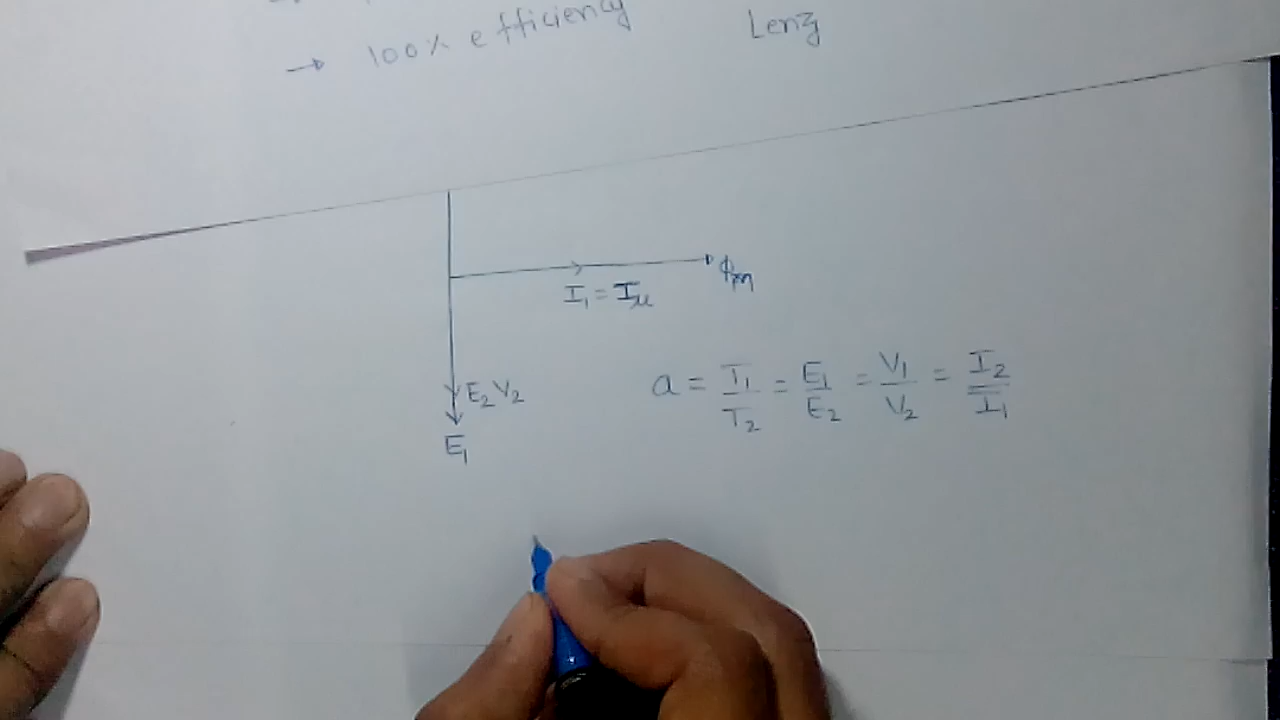 → 100% efficiency
Lenz
ϕm
I₁ = Iμ
E₂ V₂
E₁
a = T₁/T₂ = E₁/E₂ = V₁/V₂ = I₂/I₁